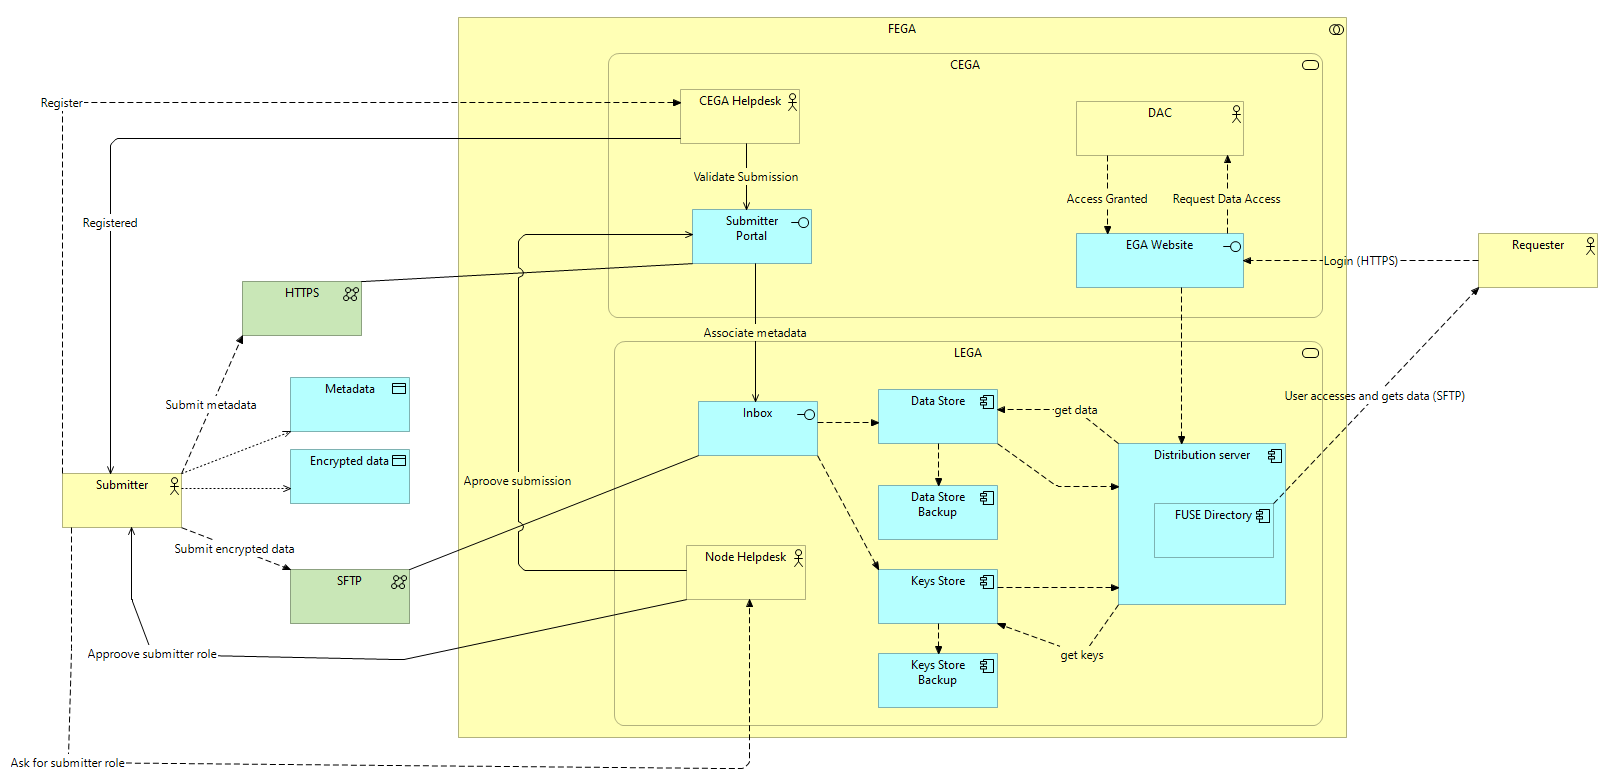 FEGA
CEGA
Register
CEGA Helpdesk
DAC
Validate Submission
Access Granted
Request Data Access
Registered
Submitter
Portal
EGA Website
Requester
Login (HTTPS)
HTTPS
Associate metadata
LEGA
Metadata
Submit metadata
Data Store
get data
User accesses and gets data (SFTP)
Inbox
Encrypted data
Distribution server
Submitter
Aproove submission
Data Store
Backup
FUSE Directory
Submit encrypted data
Node Helpdesk
SFTP
Keys Store
Approove submitter role
get keys
Keys Store
Backup
Ask for submitter role